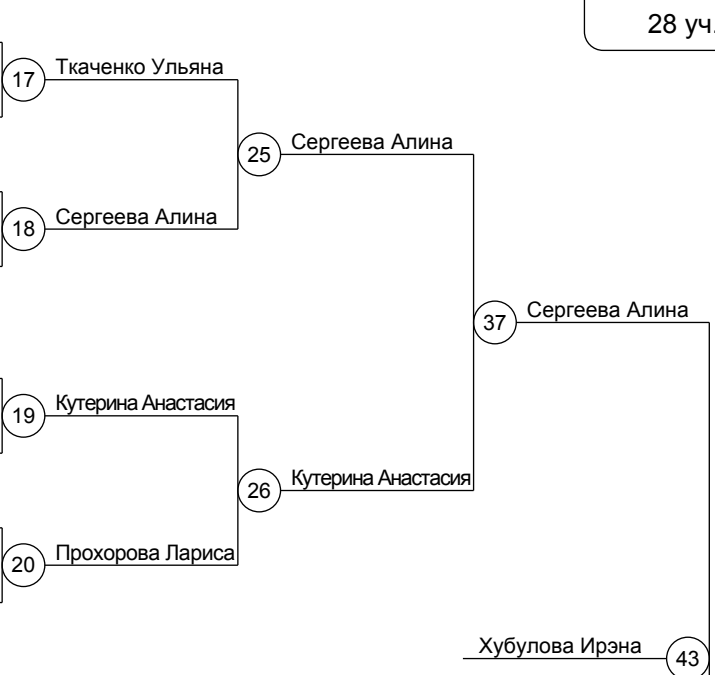 28 уч.
17 Ткаченко Ульяна
25 Сергеева Алина
18 Сергеева Алина
37 Сергеева Алина
19 Кутерина Анастасия
26 Кутерина Анастасия
20 Прохорова Лариса
Хубулова Ирэна 43